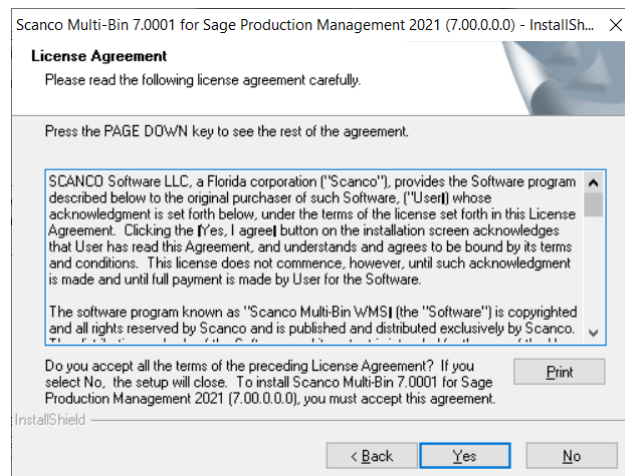 Scanco Multi-Bin 7.0001 for Sage Production Management 2021 (7.00.0.0.0) - InstallSh...
License Agreement
Please read the following license agreement carefully.
Press the PAGE DOWN key to see the rest of the agreement.
SCANCO Software LLC, a Florida corporation ("Scanco"), provides the Software program
described below to the original purchaser of such Software, ("User❙) whose
acknowledgment is set forth below, under the terms of the license set forth in this License
Agreement. Clicking the ❙Yes, I agree❙ button on the installation screen acknowledges
that User has read this Agreement, and understands and agrees to be bound by its terms
and conditions. This license does not commence, however, until such acknowledgment
is made and until full payment is made by User for the Software.
The software program known as "Scanco Multi-Bin WMS❙ (the "Software") is copyrighted
and all rights reserved by Scanco and is published and distributed exclusively by Scanco.
Do you accept all the terms of the preceding License Agreement? If you
select No, the setup will close. To install Scanco Multi-Bin 7.0001 for Sage
Production Management 2021 (7.00.0.0.0), you must accept this agreement.
Print
InstallShield
< Back
Yes
No